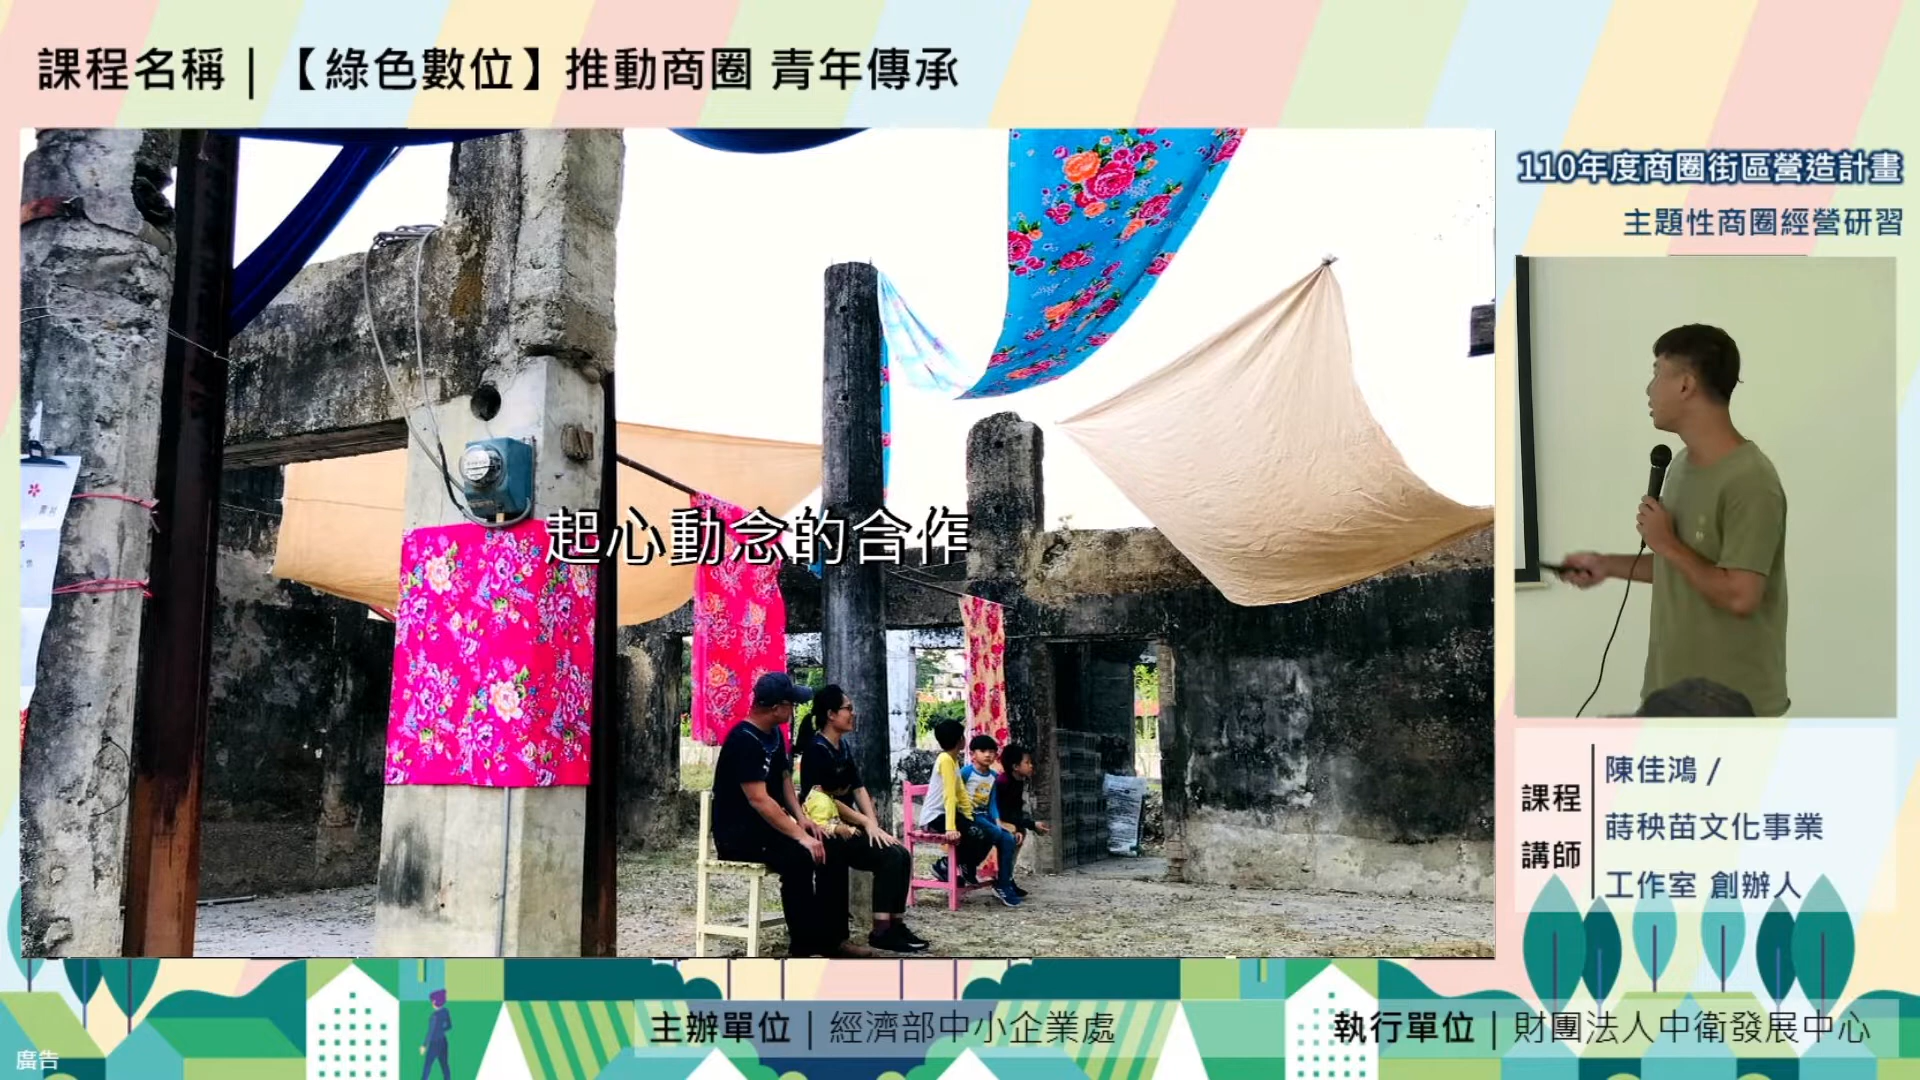 課程名稱｜【綠色數位】推動商圈 青年傳承
110年度商圈街區營造計畫
主題性商圈經營研習
起心動念的合作
課程
講師
陳佳鴻 /
蒔秧苗文化事業
工作室 創辦人
主辦單位｜經濟部中小企業處
執行單位｜財團法人中衛發展中心
廣告